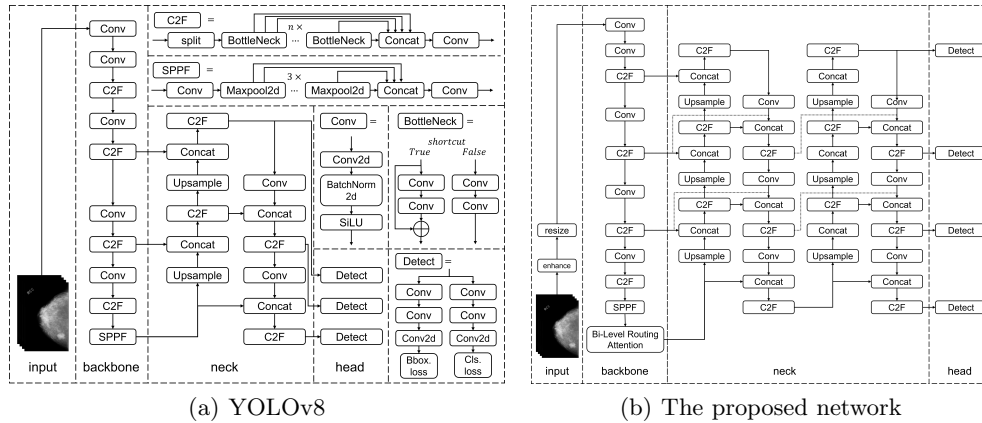 C2F =
n ×
split BottleNeck ... BottleNeck Concat Conv
SPPF =
3 ×
Conv Maxpool2d ... Maxpool2d Concat Conv
Conv
Conv
C2F
Conv
C2F
Conv
C2F
Conv
C2F
SPPF
C2F
Concat
Upsample Conv
C2F Concat
Concat C2F
Upsample Conv
Concat
C2F
Conv =
Conv2d
BatchNorm
2d
SiLU
BottleNeck =
shortcut
True False
Conv Conv
Conv Conv
Detect
Detect
Detect
Detect =
Conv Conv
Conv Conv
Conv2d Conv2d
Bbox. Cls.
loss loss
input backbone neck head
(a) YOLOv8
resize
enhance
Conv
Conv
C2F
Conv
C2F
Conv
C2F
Conv
C2F
SPPF
Bi-Level Routing
Attention
C2F C2F Detect
Concat Concat
Upsample Conv Upsample Conv
C2F Concat C2F Concat
Concat C2F Concat C2F Detect
Upsample Conv Upsample Conv
C2F Concat C2F Concat
Concat C2F Concat C2F Detect
Upsample Conv Upsample Conv
Concat Concat
C2F C2F Detect
input backbone neck head
(b) The proposed network